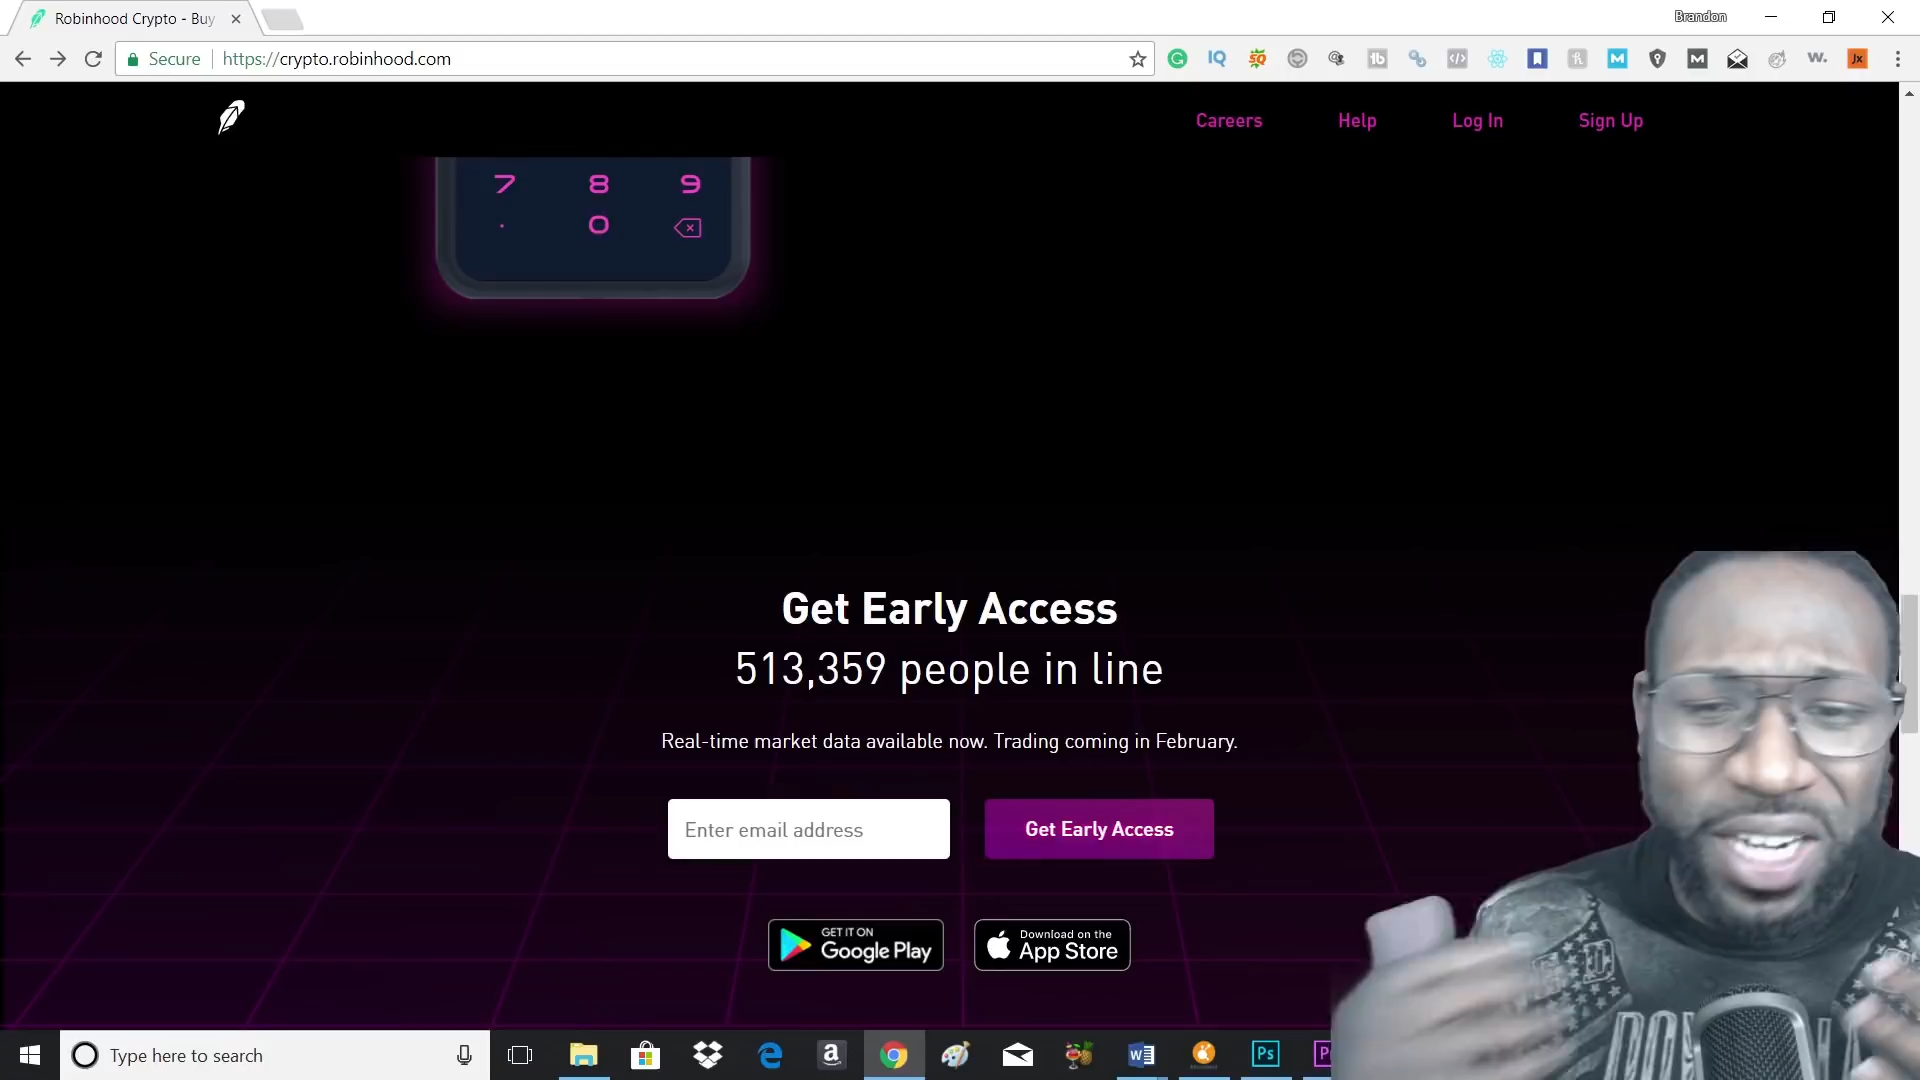 Robinhood Crypto - Buy
Brandon
Secure
https://crypto.robinhood.com
Careers
Help
Log In
Sign Up
7 8 9
. 0
Get Early Access
513,359 people in line
Real-time market data available now. Trading coming in February.
Enter email address
Get Early Access
GET IT ON
Google Play
Download on the
App Store
Type here to search
Ps